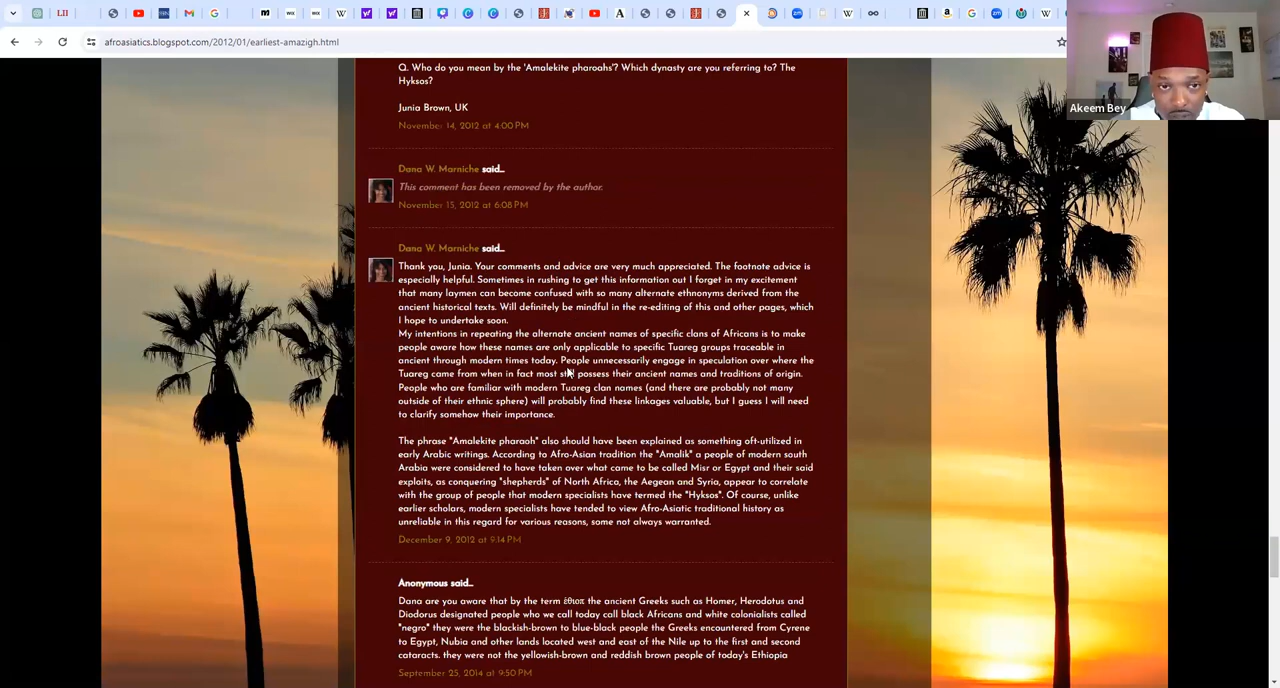 afroasiatics.blogspot.com/2012/01/earliest-amazigh.html
Akeem Bey
Q. Who do you mean by the 'Amalekite pharoahs'? Which dynasty are you referring to? The
Hyksos?
Junia Brown, UK
November 14, 2012 at 4:00 PM
Dana W. Marniche said...
This comment has been removed by the author.
November 15, 2012 at 6:08 PM
Dana W. Marniche said...
Thank you, Junia. Your comments and advice are very much appreciated. The footnote advice is
especially helpful. Sometimes in rushing to get this information out I forget in my excitement
that many laymen can become confused with so many alternate ethnonyms derived from the
ancient historical texts. Will definitely be mindful in the re-editing of this and other pages, which
I hope to undertake soon.
My intentions in repeating the alternate ancient names of specific clans of Africans is to make
people aware how these names are only applicable to specific Tuareg groups traceable in
ancient through modern times today. People unnecessarily engage in speculation over where the
Tuareg came from when in fact most still possess their ancient names and traditions of origin.
People who are familiar with modern Tuareg clan names (and there are probably not many
outside of their ethnic sphere) will probably find these linkages valuable, but I guess I will need
to clarify somehow their importance.
The phrase "Amalekite pharaoh" also should have been explained as something oft-utilized in
early Arabic writings. According to Afro-Asian tradition the "Amalik" a people of modern south
Arabia were considered to have taken over what came to be called Misr or Egypt and their said
exploits, as conquering "shepherds" of North Africa, the Aegean and Syria, appear to correlate
with the group of people that modern specialists have termed the "Hyksos". Of course, unlike
earlier scholars, modern specialists have tended to view Afro-Asiatic traditional history as
unreliable in this regard for various reasons, some not always warranted.
December 9, 2012 at 9:14 PM
Anonymous said...
Dana are you aware that by the term ἐθιοπ the ancient Greeks such as Homer, Herodotus and
Diodorus designated people who we call today call black Africans and white colonialists called
"negro" they were the blackish-brown to blue-black people the Greeks encountered from Cyrene
to Egypt, Nubia and other lands located west and east of the Nile up to the first and second
cataracts. they were not the yellowish-brown and reddish brown people of today's Ethiopia
September 25, 2014 at 9:50 PM